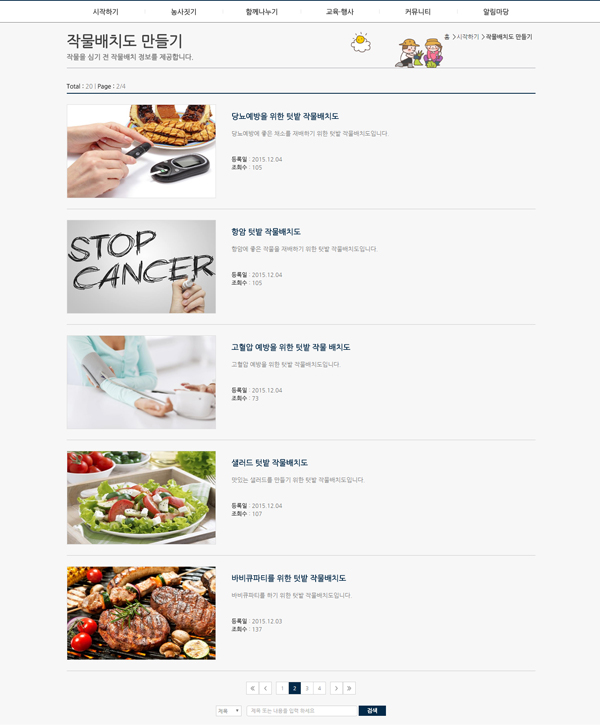 시작하기
농사짓기
함께나누기
교육·행사
커뮤니티
알림마당
작물배치도 만들기
작물을 심기 전 작물배치 정보를 제공합니다.
홈 > 시작하기 > 작물배치도 만들기
Total : 20 | Page : 2/4
당뇨예방을 위한 텃밭 작물배치도
당뇨예방에 좋은 채소를 재배하기 위한 텃밭 작물배치도입니다.
등록일 : 2015.12.04
조회수 : 105
STOP
CANCER
항암 텃밭 작물배치도
항암에 좋은 작물을 재배하기 위한 텃밭 작물배치도입니다.
등록일 : 2015.12.04
조회수 : 105
고혈압 예방을 위한 텃밭 작물 배치도
고혈압 예방을 위한 텃밭 작물배치도입니다.
등록일 : 2015.12.04
조회수 : 73
샐러드 텃밭 작물배치도
맛있는 샐러드를 만들기 위한 텃밭 작물배치도입니다.
등록일 : 2015.12.04
조회수 : 107
바비큐파티를 위한 텃밭 작물배치도
바비큐파티를 하기 위한 텃밭 작물배치도입니다.
등록일 : 2015.12.03
조회수 : 137
« < 1 2 3 4 > »
제목 제목 또는 내용을 입력 하세요 검색